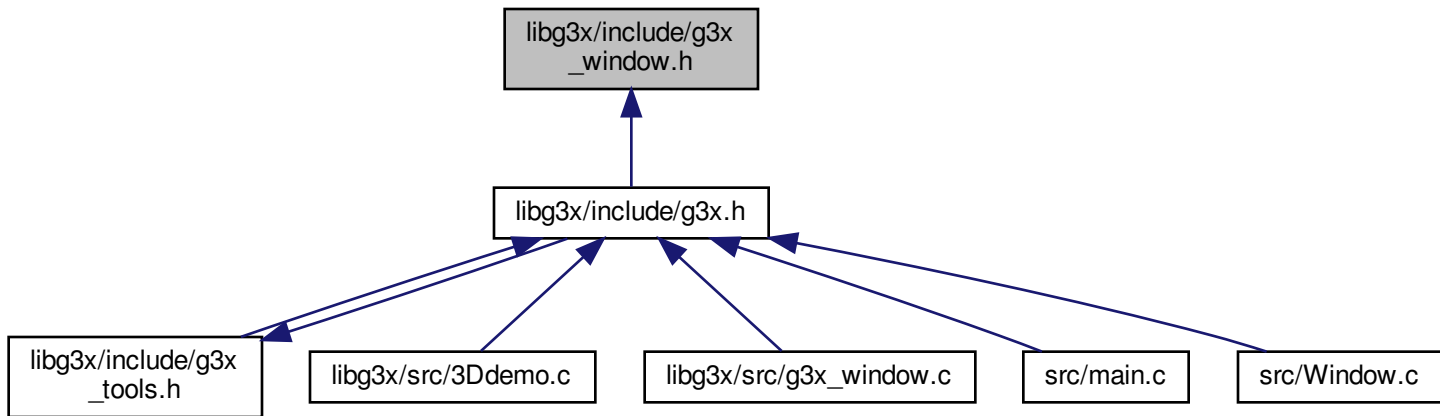 libg3x/include/g3x
_window.h
libg3x/include/g3x.h
libg3x/include/g3x
_tools.h
libg3x/src/3Ddemo.c
libg3x/src/g3x_window.c
src/main.c
src/Window.c